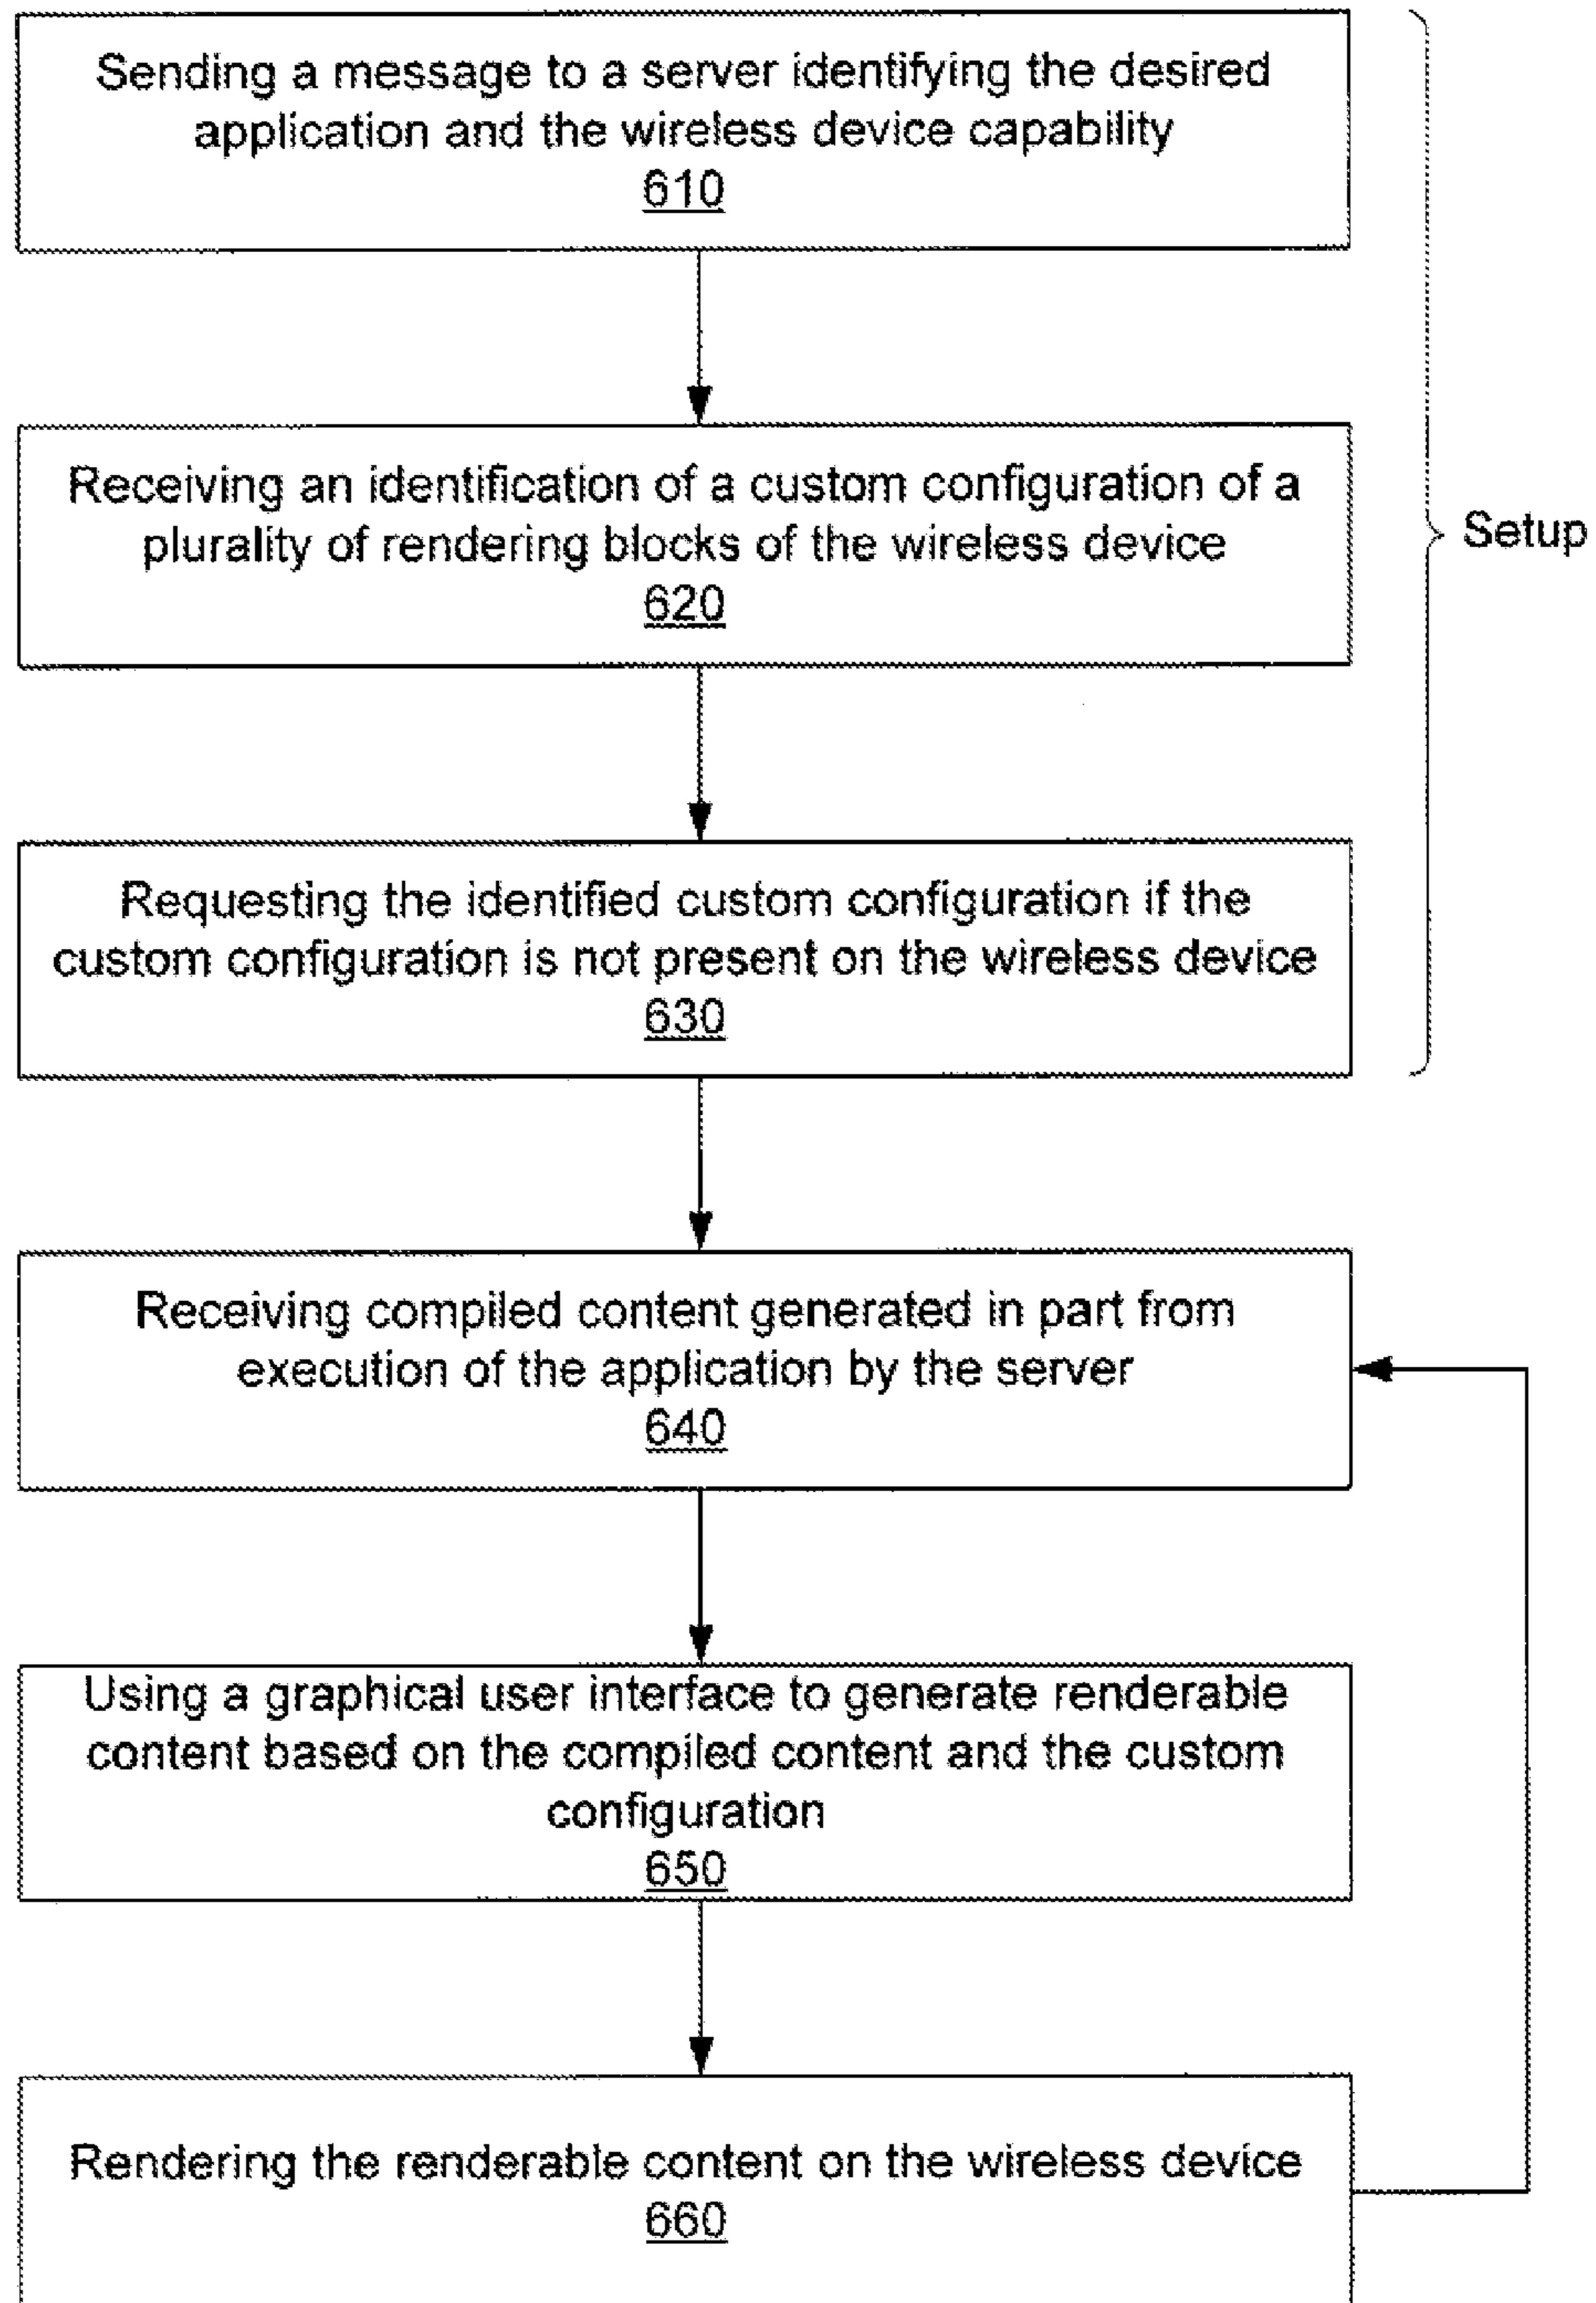 Sending a message to a server identifying the desired
application and the wireless device capability
610
Receiving an identification of a custom configuration of a
plurality of rendering blocks of the wireless device
620
Setup
Requesting the identified custom configuration if the
custom configuration is not present on the wireless device
630
Receiving compiled content generated in part from
execution of the application by the server
640
Using a graphical user interface to generate renderable
content based on the compiled content and the custom
configuration
650
Rendering the renderable content on the wireless device
660